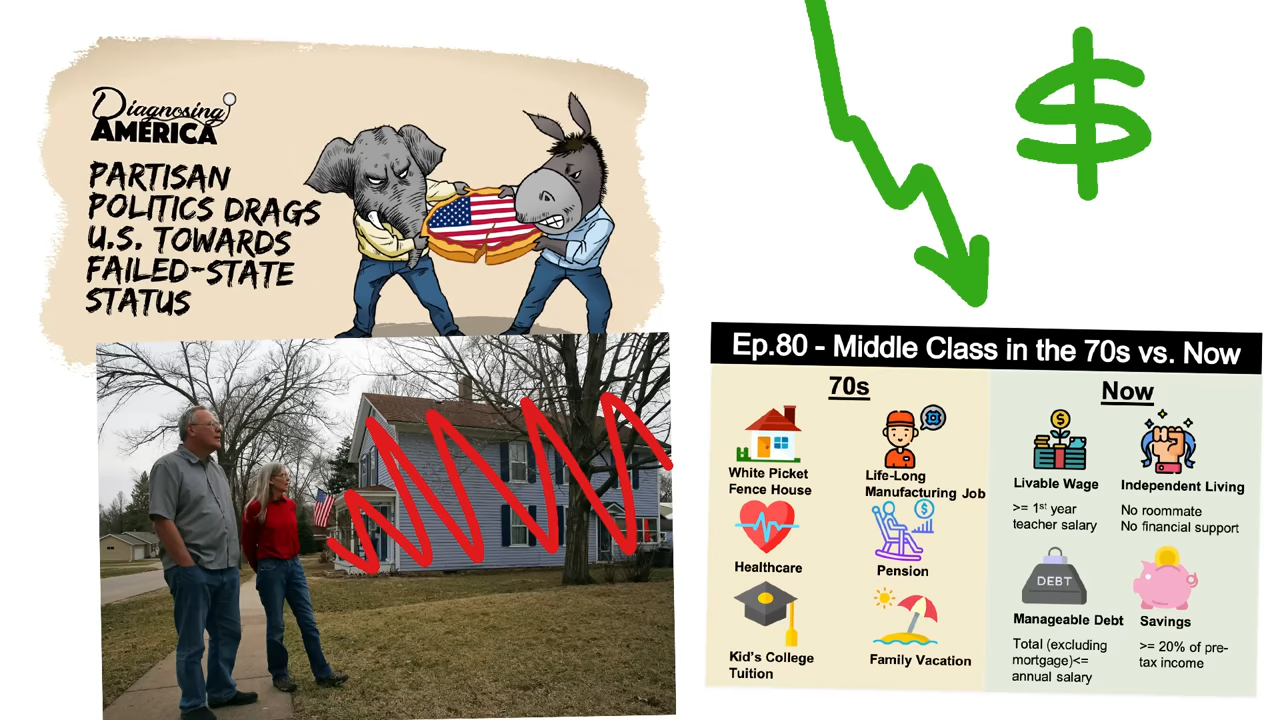 Diagnosing
AMERICA
PARTISAN
POLITICS DRAGS
U.S. TOWARDS
FAILED-STATE
STATUS
$
Ep.80 - Middle Class in the 70s vs. Now
70s
White Picket
Fence House
Life-Long
Manufacturing Job
Healthcare
Pension
Kid's College
Tuition
Family Vacation
Now
Livable Wage
>= 1st year
teacher salary
Independent Living
No roommate
No financial support
DEBT
Manageable Debt
Total (excluding
mortgage)<=
annual salary
Savings
>= 20% of pre-
tax income